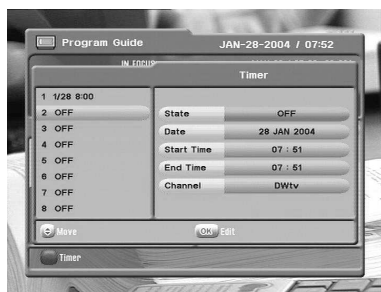 Program Guide
JAN-28-2004 / 07:52
IN FOCUS
Timer
1 1/28 8:00
2 OFF
3 OFF
4 OFF
5 OFF
6 OFF
7 OFF
8 OFF
State OFF
Date 28 JAN 2004
Start Time 07 : 51
End Time 07 : 51
Channel DWtv
Move
OK Edit
Timer